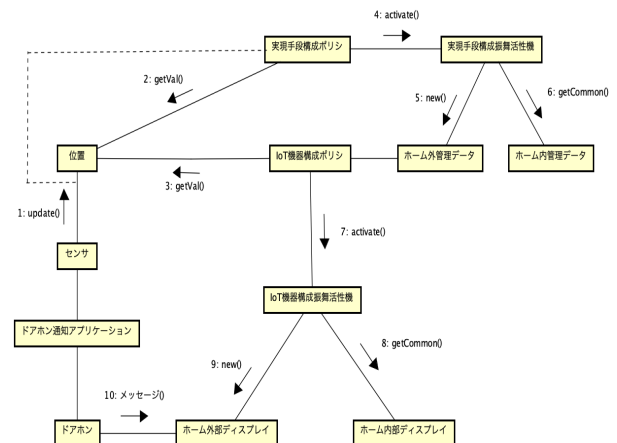 4: activate()
実現手段構成ポリシ
実現手段構成振舞活性機
2: getVal()
5: new()
6: getCommon()
位置
IoT機器構成ポリシ
ホーム外管理データ
ホーム内管理データ
3: getVal()
1: update()
7: activate()
センサ
IoT機器構成振舞活性機
ドアホン通知アプリケーション
8: getCommon()
9: new()
10: メッセージ()
ドアホン
ホーム外部ディスプレイ
ホーム内部ディスプレイ